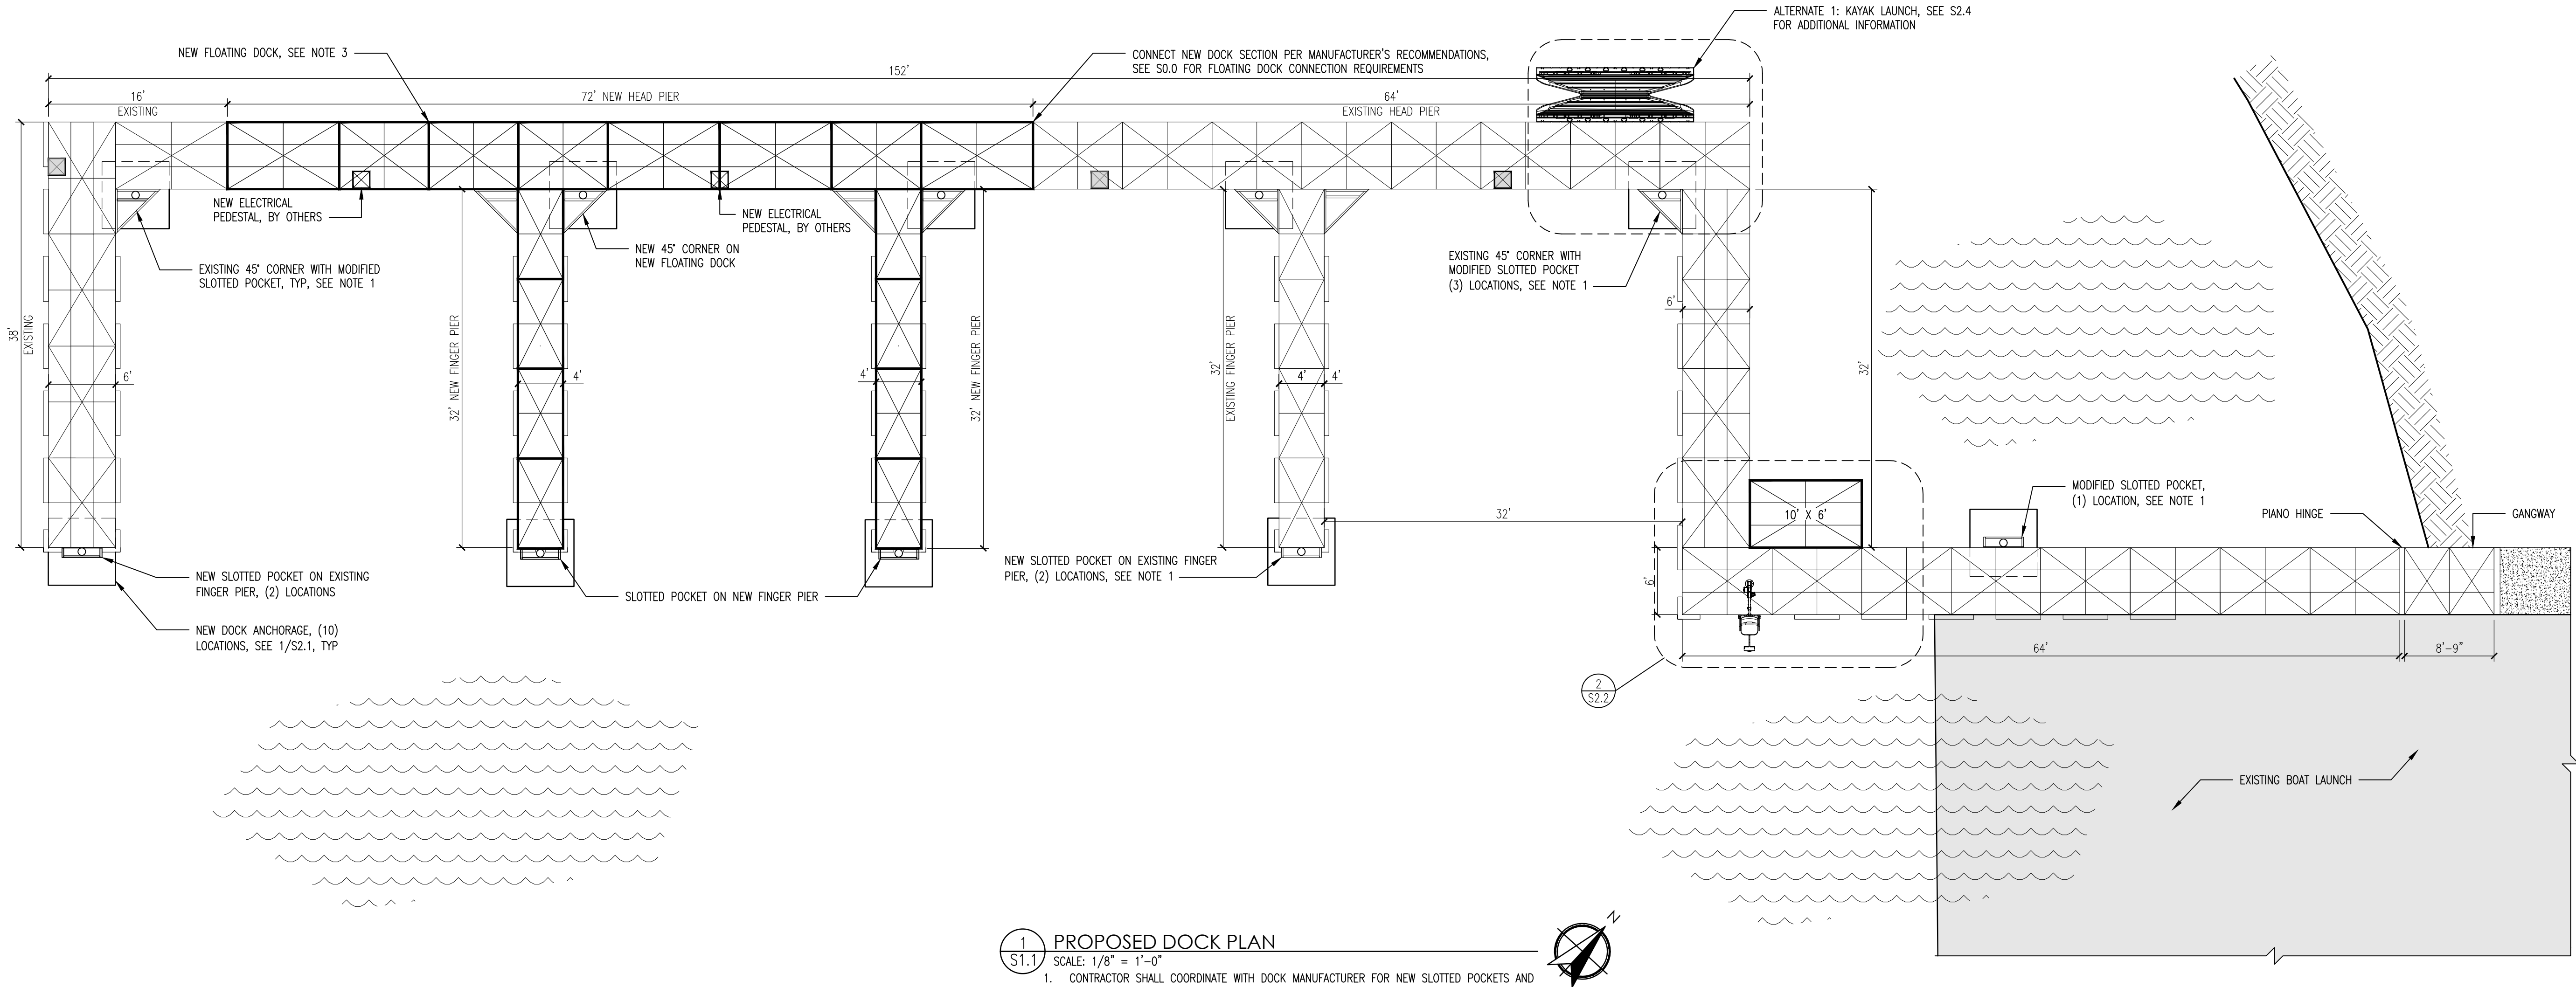 ALTERNATE 1: KAYAK LAUNCH, SEE S2.4
FOR ADDITIONAL INFORMATION
NEW FLOATING DOCK, SEE NOTE 3
CONNECT NEW DOCK SECTION PER MANUFACTURER'S RECOMMENDATIONS,
SEE S0.0 FOR FLOATING DOCK CONNECTION REQUIREMENTS
152'
16'
EXISTING
72' NEW HEAD PIER
64'
EXISTING HEAD PIER
NEW ELECTRICAL
PEDESTAL, BY OTHERS
NEW ELECTRICAL
PEDESTAL, BY OTHERS
NEW 45° CORNER ON
NEW FLOATING DOCK
EXISTING 45° CORNER WITH MODIFIED
SLOTTED POCKET, TYP, SEE NOTE 1
EXISTING 45° CORNER WITH
MODIFIED SLOTTED POCKET
(3) LOCATIONS, SEE NOTE 1
38'
EXISTING
6'
32' NEW FINGER PIER
4'
4'
32' NEW FINGER PIER
32'
EXISTING FINGER PIER
4'
4'
6'
32'
32'
10' X 6'
MODIFIED SLOTTED POCKET,
(1) LOCATION, SEE NOTE 1
PIANO HINGE
GANGWAY
NEW SLOTTED POCKET ON EXISTING
FINGER PIER, (2) LOCATIONS
NEW SLOTTED POCKET ON EXISTING FINGER
PIER, (2) LOCATIONS, SEE NOTE 1
SLOTTED POCKET ON NEW FINGER PIER
6'
NEW DOCK ANCHORAGE, (10)
LOCATIONS, SEE 1/S2.1, TYP
64'
8'-9"
2
S2.2
EXISTING BOAT LAUNCH
N
1
S1.1
PROPOSED DOCK PLAN
SCALE: 1/8" = 1'-0"
1. CONTRACTOR SHALL COORDINATE WITH DOCK MANUFACTURER FOR NEW SLOTTED POCKETS AND